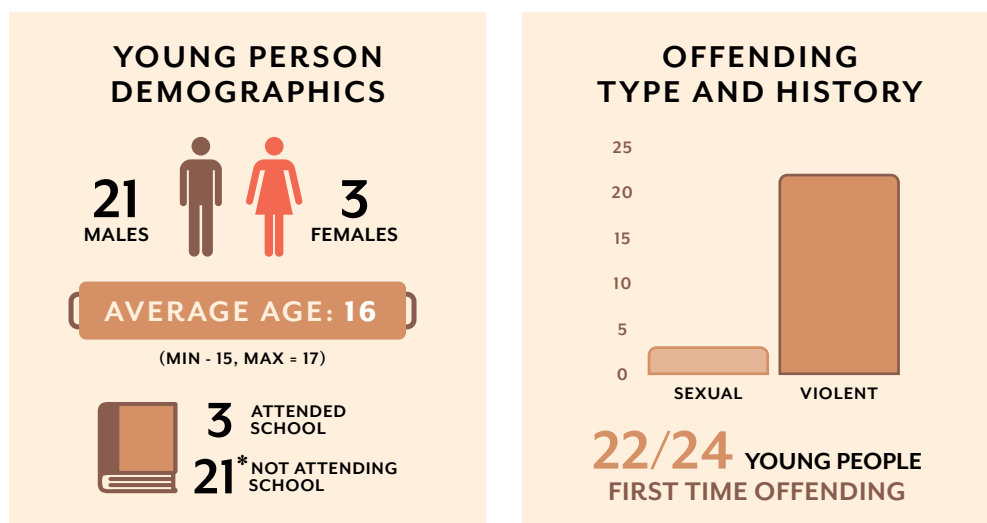 YOUNG PERSON
DEMOGRAPHICS
21
MALES
3
FEMALES
AVERAGE AGE: 16
(MIN - 15, MAX = 17)
3 ATTENDED
SCHOOL
21* NOT ATTENDING
SCHOOL
OFFENDING
TYPE AND HISTORY
25
20
15
10
5
0
SEXUAL VIOLENT
22/24 YOUNG PEOPLE
FIRST TIME OFFENDING